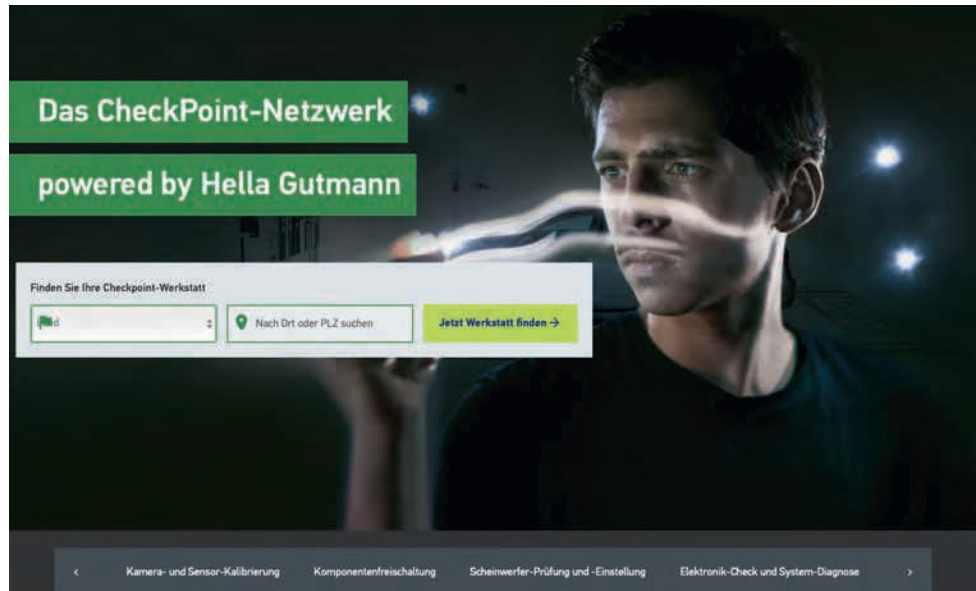 Das CheckPoint-Netzwerk
powered by Hella Gutmann
Finden Sie Ihre Checkpoint-Werkstatt
Nach Ort oder PLZ suchen
Jetzt Werkstatt finden →
‹ Kamera- und Sensor-Kalibrierung Komponentenfreischaltung Scheinwerfer-Prüfung und -Einstellung Elektronik-Check und System-Diagnose ›